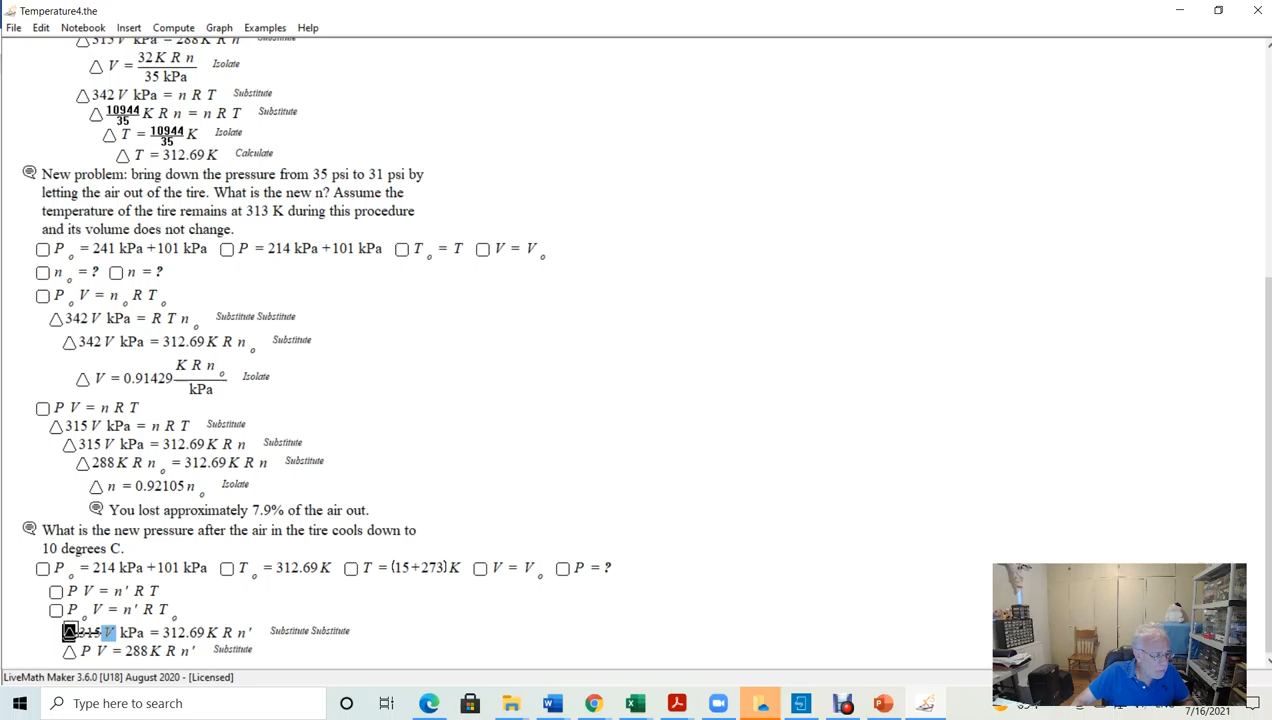 Temperature4.the
File Edit Notebook Insert Compute Graph Examples Help
315 V kPa = 288 K R n Substitute
V = 32 K R n / 35 kPa Isolate
342 V kPa = n R T Substitute
10944/35 K R n = n R T Substitute
T = 10944/35 K Isolate
T = 312.69 K Calculate
New problem: bring down the pressure from 35 psi to 31 psi by
letting the air out of the tire. What is the new n? Assume the
temperature of the tire remains at 313 K during this procedure
and its volume does not change.
P o = 241 kPa +101 kPa P = 214 kPa +101 kPa T o = T V = V o
n o = ? n = ?
P o V = n o R T o
342 V kPa = R T n o Substitute Substitute
342 V kPa = 312.69 K R n o Substitute
V = 0.91429 K R n o / kPa Isolate
P V = n R T
315 V kPa = n R T Substitute
315 V kPa = 312.69 K R n Substitute
288 K R n o = 312.69 K R n Substitute
n = 0.92105 n o Isolate
You lost approximately 7.9% of the air out.
What is the new pressure after the air in the tire cools down to
10 degrees C.
P o = 214 kPa +101 kPa T o = 312.69 K T = (15+273) K V = V o P = ?
P V = n' R T
P o V = n' R T o
315 V kPa = 312.69 K R n' Substitute Substitute
P V = 288 K R n' Substitute
LiveMath Maker 3.6.0 [U18] August 2020 - [Licensed]
Type here to search
7/16/2021